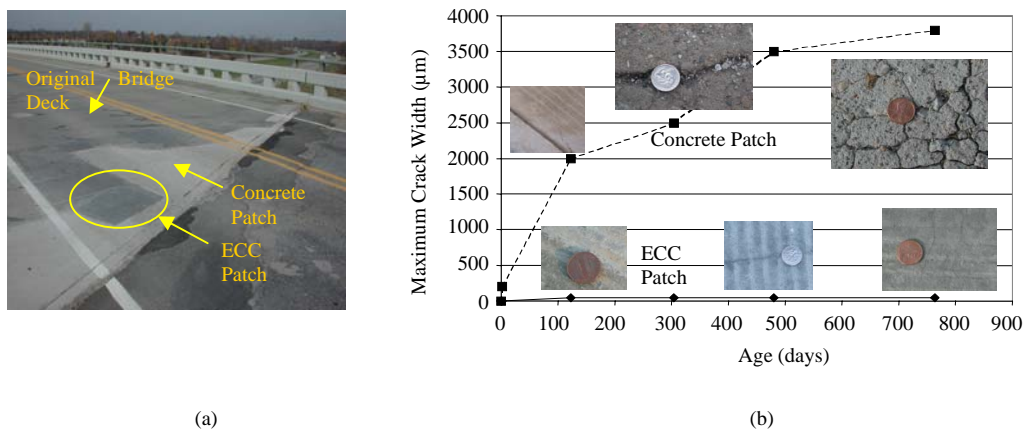 Original Bridge
Deck
Concrete
Patch
ECC
Patch
(a)
Maximum Crack Width (µm)
4000
3500
3000
2500
2000
1500
1000
500
0
Concrete Patch
ECC
Patch
0 100 200 300 400 500 600 700 800 900
Age (days)
(b)